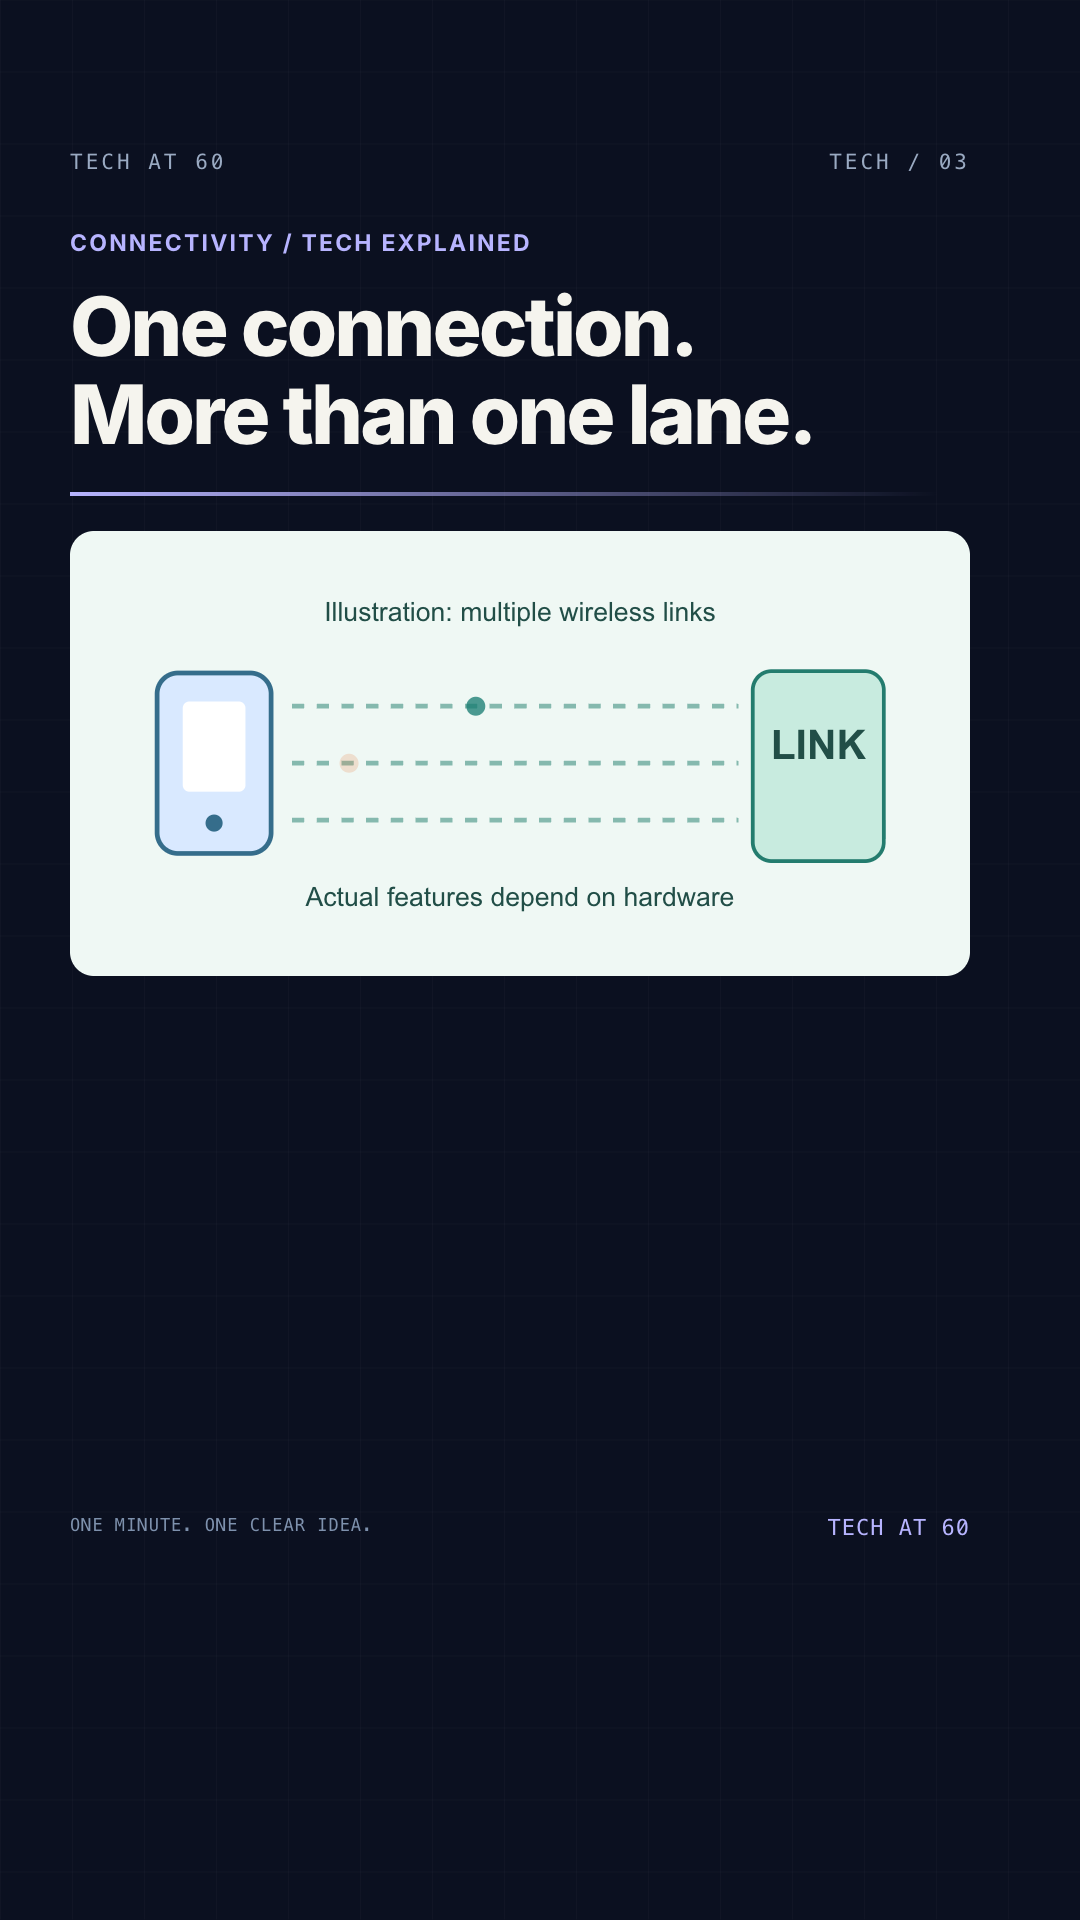 TECH AT 60
TECH / 03
CONNECTIVITY / TECH EXPLAINED
One connection.
More than one lane.
Illustration: multiple wireless links
LINK
Actual features depend on hardware
ONE MINUTE. ONE CLEAR IDEA.
TECH AT 60